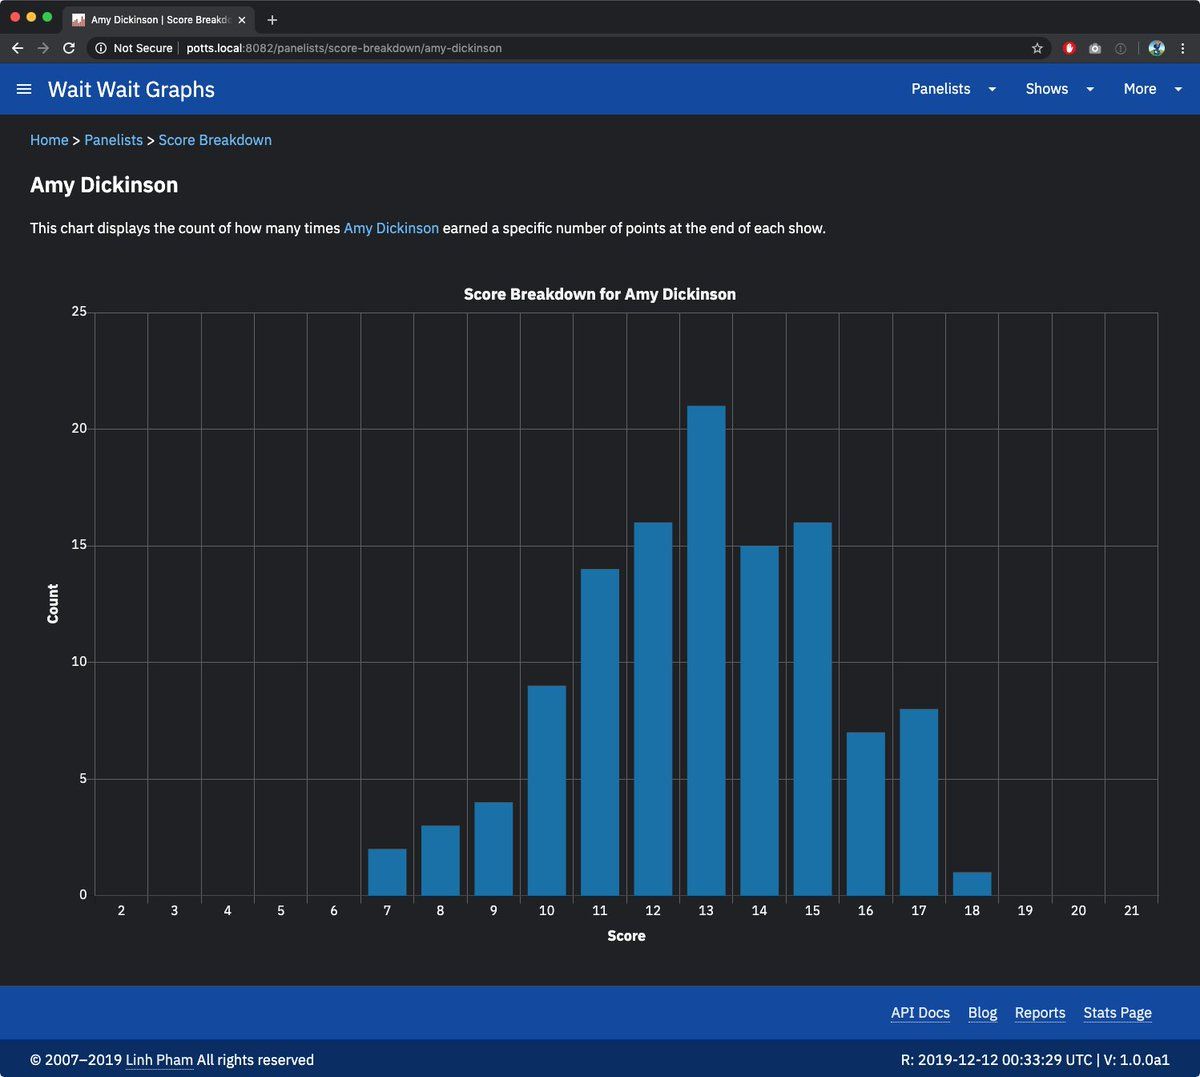 Amy Dickinson | Score Breakd
Not Secure | potts.local:8082/panelists/score-breakdown/amy-dickinson
Wait Wait Graphs
Panelists
Shows
More
Home > Panelists > Score Breakdown
Amy Dickinson
This chart displays the count of how many times Amy Dickinson earned a specific number of points at the end of each show.
Score Breakdown for Amy Dickinson
25
20
15
10
5
0
Count
2 3 4 5 6 7 8 9 10 11 12 13 14 15 16 17 18 19 20 21
Score
API Docs Blog Reports Stats Page
© 2007–2019 Linh Pham All rights reserved
R: 2019-12-12 00:33:29 UTC | V: 1.0.0a1